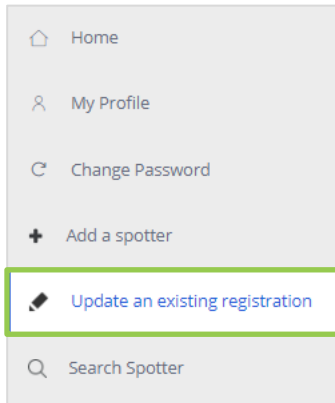 Home
My Profile
Change Password
Add a spotter
Update an existing registration
Search Spotter